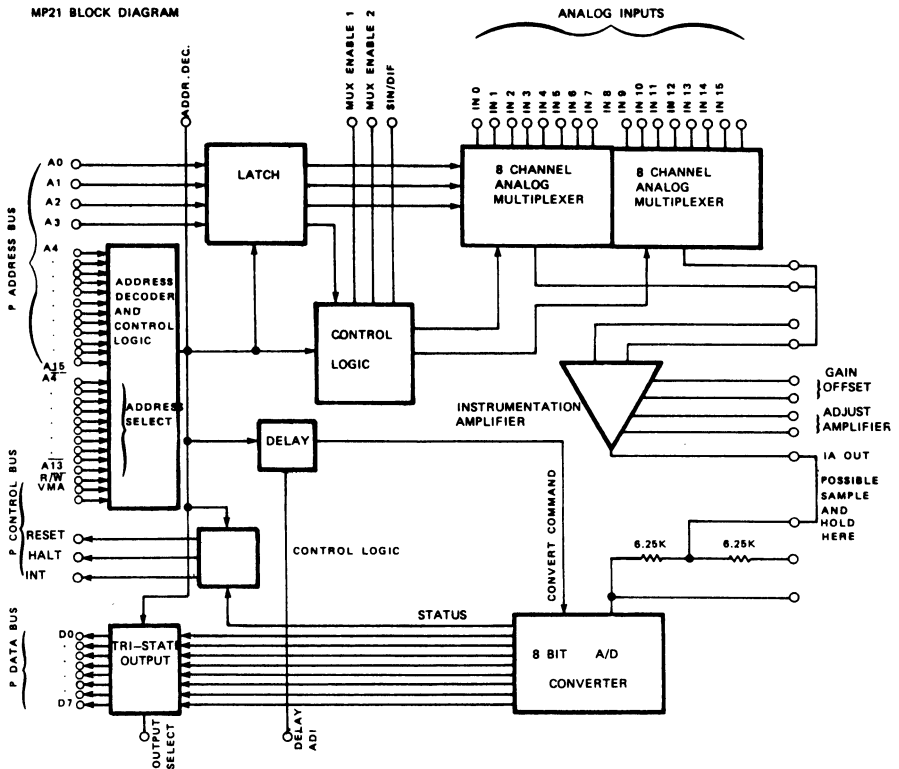 MP21 BLOCK DIAGRAM
ANALOG INPUTS
ADDR.DEC.
MUX ENABLE 1
MUX ENABLE 2
SIN/DIF
IN 0
IN 1
IN 2
IN 3
IN 4
IN 5
IN 6
IN 7
IN 8
IN 9
IN 10
IN 11
IN 12
IN 13
IN 14
IN 15
P ADDRESS BUS
A0
A1
A2
A3
A4
A15
LATCH
8 CHANNEL
ANALOG
MULTIPLEXER
8 CHANNEL
ANALOG
MULTIPLEXER
ADDRESS
DECODER
AND
CONTROL
LOGIC
CONTROL
LOGIC
A4
ADDRESS
SELECT
A13
R/W
VMA
INSTRUMENTATION
AMPLIFIER
GAIN
OFFSET
ADJUST
AMPLIFIER
IA OUT
POSSIBLE
SAMPLE
AND
HOLD
HERE
DELAY
P CONTROL BUS
RESET
HALT
INT
CONTROL LOGIC
CONVERT COMMAND
6.25K
6.25K
STATUS
P DATA BUS
D0
D7
TRI-STATE
OUTPUT
8 BIT A/D
CONVERTER
OUTPUT
SELECT
DELAY
ADJ